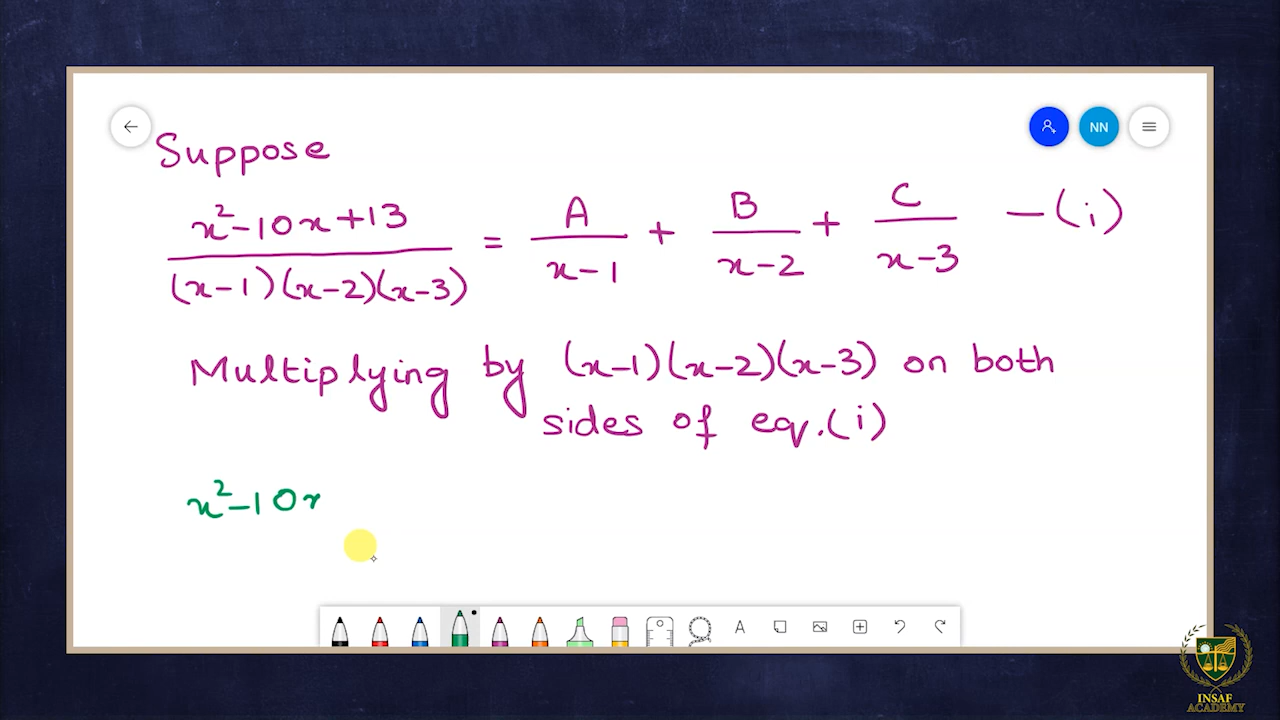 Suppose
x²-10x+13 / (x-1)(x-2)(x-3) = A / x-1 + B / x-2 + C / x-3 -(i)
Multiplying by (x-1)(x-2)(x-3) on both
sides of eq.(i)
x²-10x
NN
A
INSAF
ACADEMY